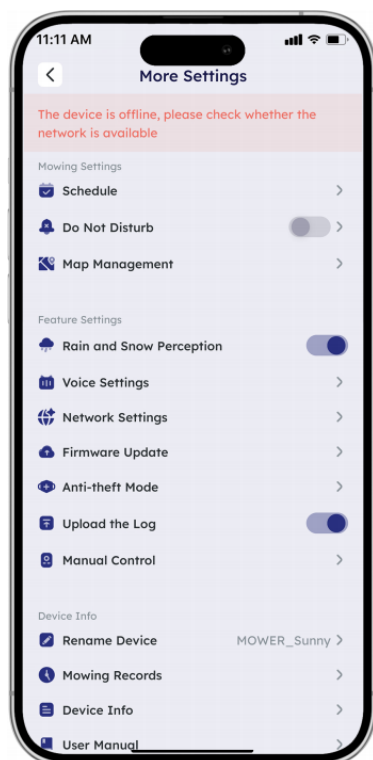 11:11 AM
More Settings
The device is offline, please check whether the
network is available
Mowing Settings
Schedule
Do Not Disturb
Map Management
Feature Settings
Rain and Snow Perception
Voice Settings
Network Settings
Firmware Update
Anti-theft Mode
Upload the Log
Manual Control
Device Info
Rename Device MOWER_Sunny
Mowing Records
Device Info
User Manual